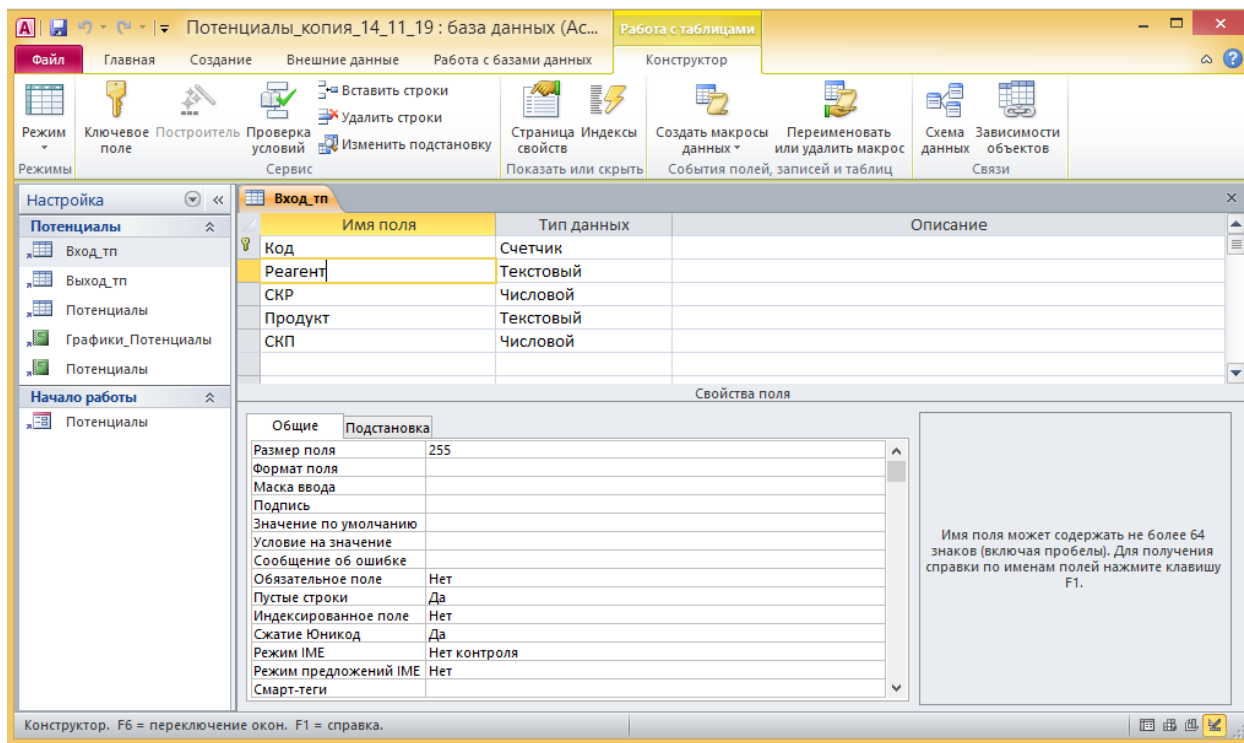 Потенциалы_копия_14_11_19 : база данных (Ac... Работа с таблицами
Файл Главная Создание Внешние данные Работа с базами данных Конструктор
Режим
Ключевое поле
Построитель
Проверка условий
Вставить строки
Удалить строки
Изменить подстановку
Страница свойств
Индексы
Создать макросы данных
Переименовать или удалить макрос
Схема данных
Зависимости объектов
Режимы Сервис Показать или скрыть События полей, записей и таблиц Связи
Настройка
Потенциалы
Вход_тп
Выход_тп
Потенциалы
Графики_Потенциалы
Потенциалы
Начало работы
Потенциалы
Вход_тп
Имя поля Тип данных Описание
Код Счетчик
Реагент Текстовый
СКР Числовой
Продукт Текстовый
СКП Числовой
Свойства поля
Общие Подстановка
Размер поля 255
Формат поля
Маска ввода
Подпись
Значение по умолчанию
Условие на значение
Сообщение об ошибке
Обязательное поле Нет
Пустые строки Да
Индексированное поле Нет
Сжатие Юникод Да
Режим IME Нет контроля
Режим предложений IME Нет
Смарт-теги
Имя поля может содержать не более 64
знаков (включая пробелы). Для получения
справки по именам полей нажмите клавишу
F1.
Конструктор. F6 = переключение окон. F1 = справка.